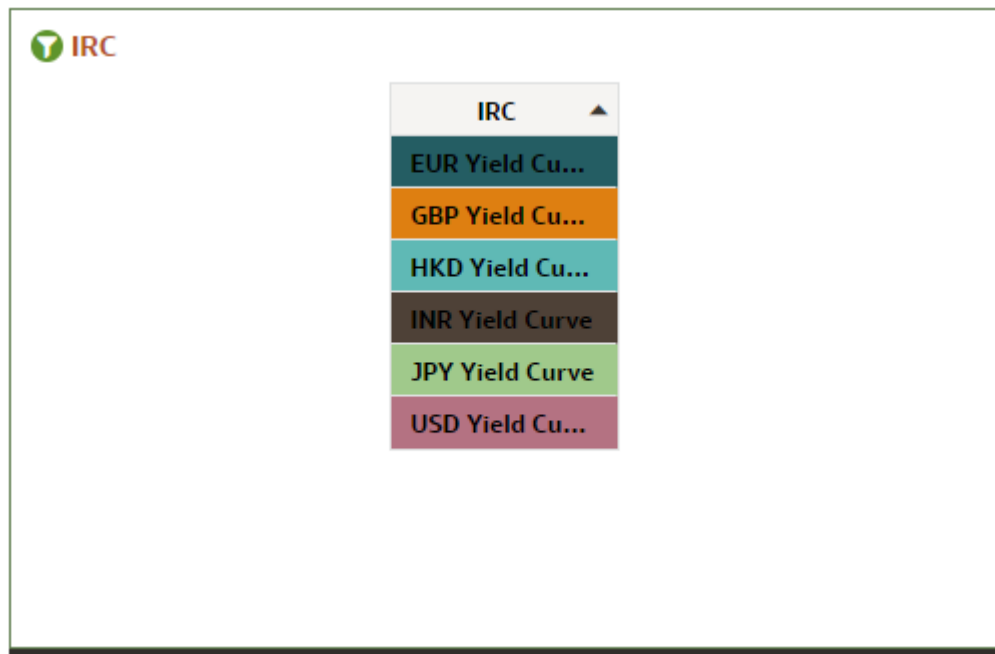 IRC
IRC
EUR Yield Cu...
GBP Yield Cu...
HKD Yield Cu...
INR Yield Curve
JPY Yield Curve
USD Yield Cu...